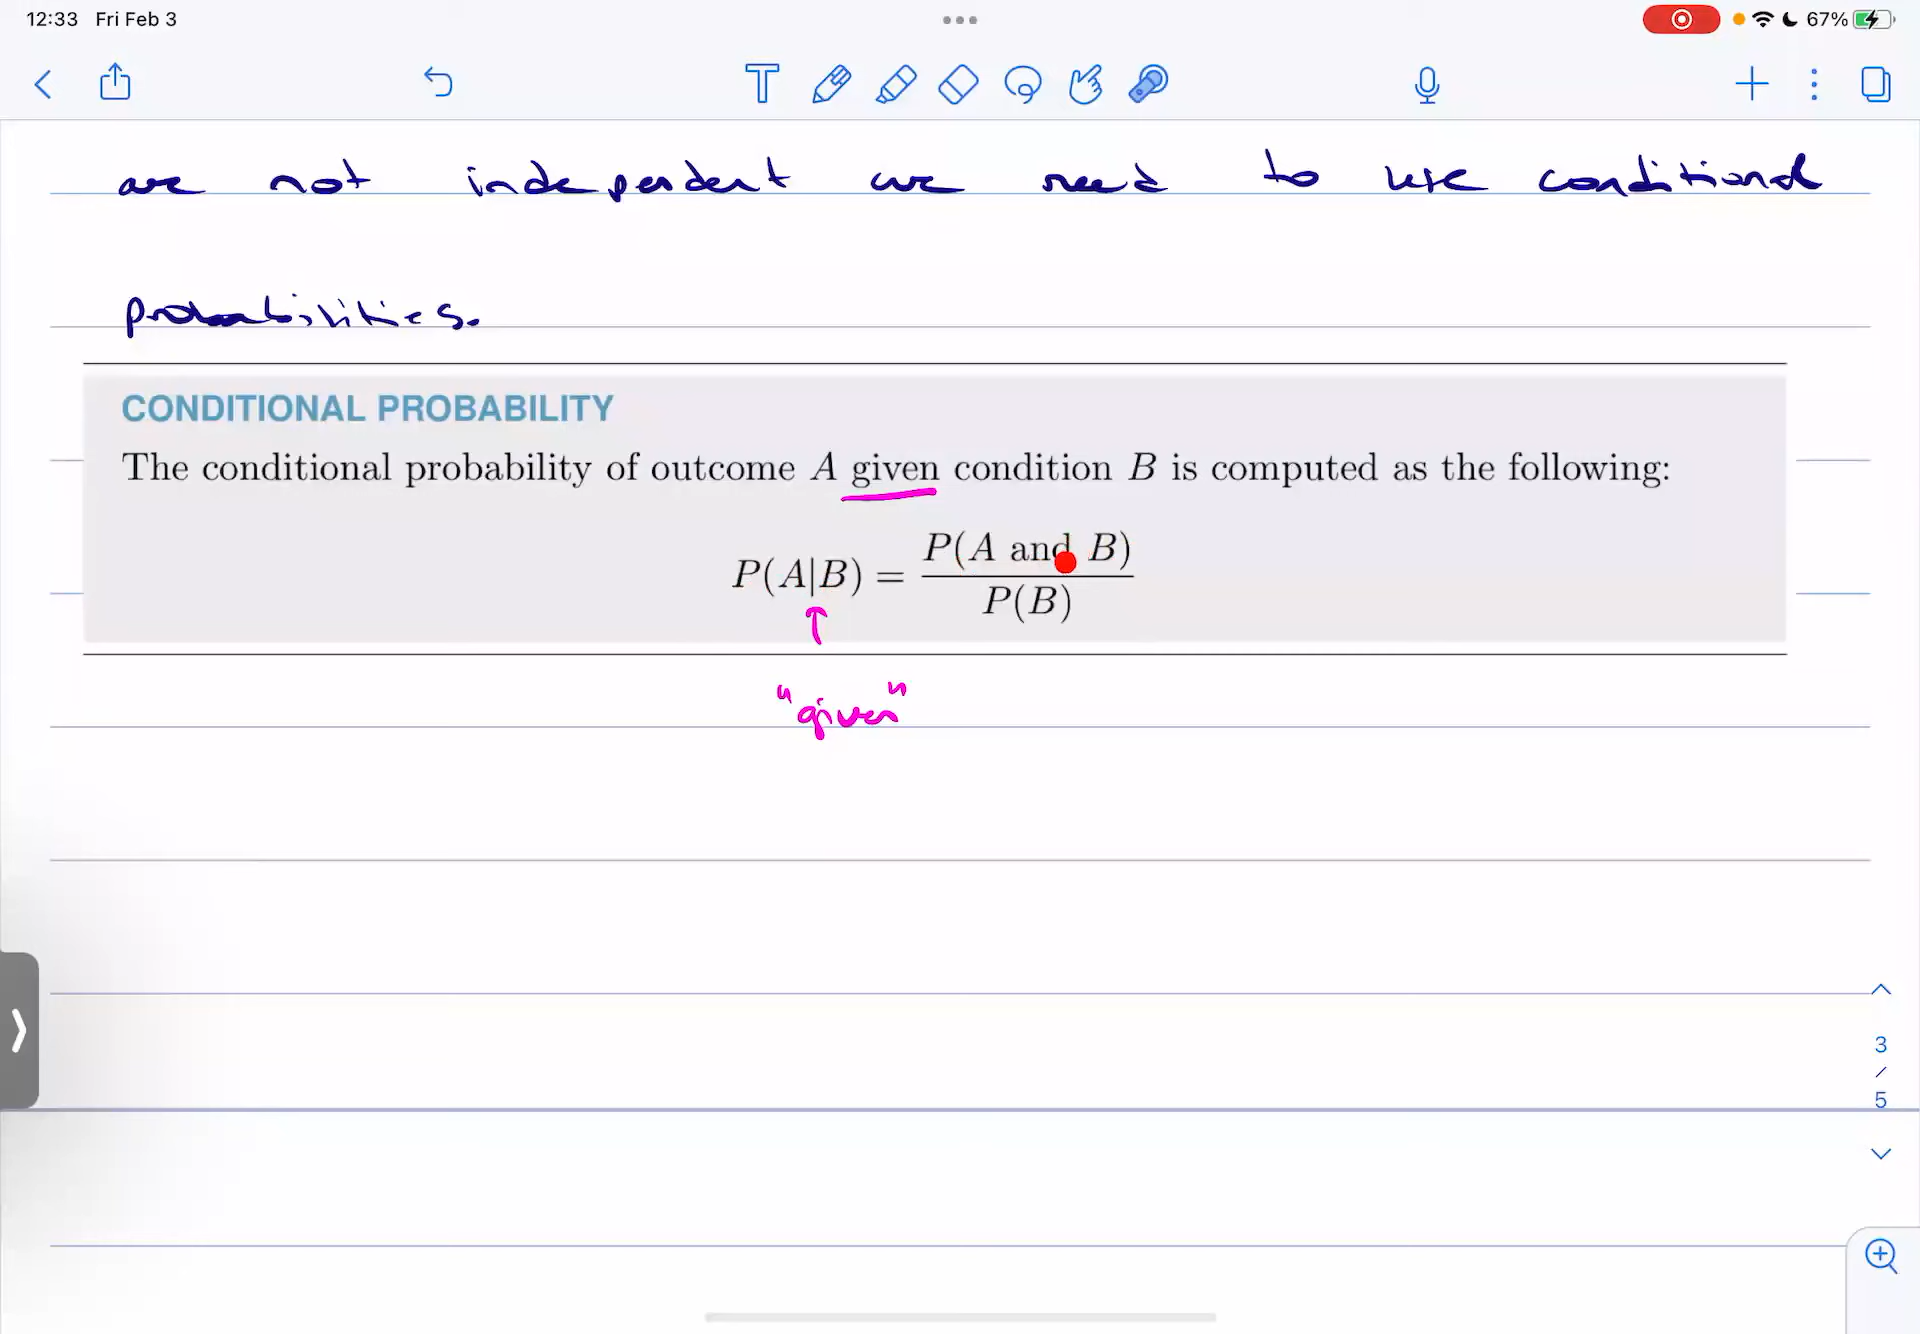 12:33 Fri Feb 3
67%
are not independent we need to use conditional
probabilities.
CONDITIONAL PROBABILITY
The conditional probability of outcome A given condition B is computed as the following:
P(A|B) = P(A and B) / P(B)
"given"
3
/
5